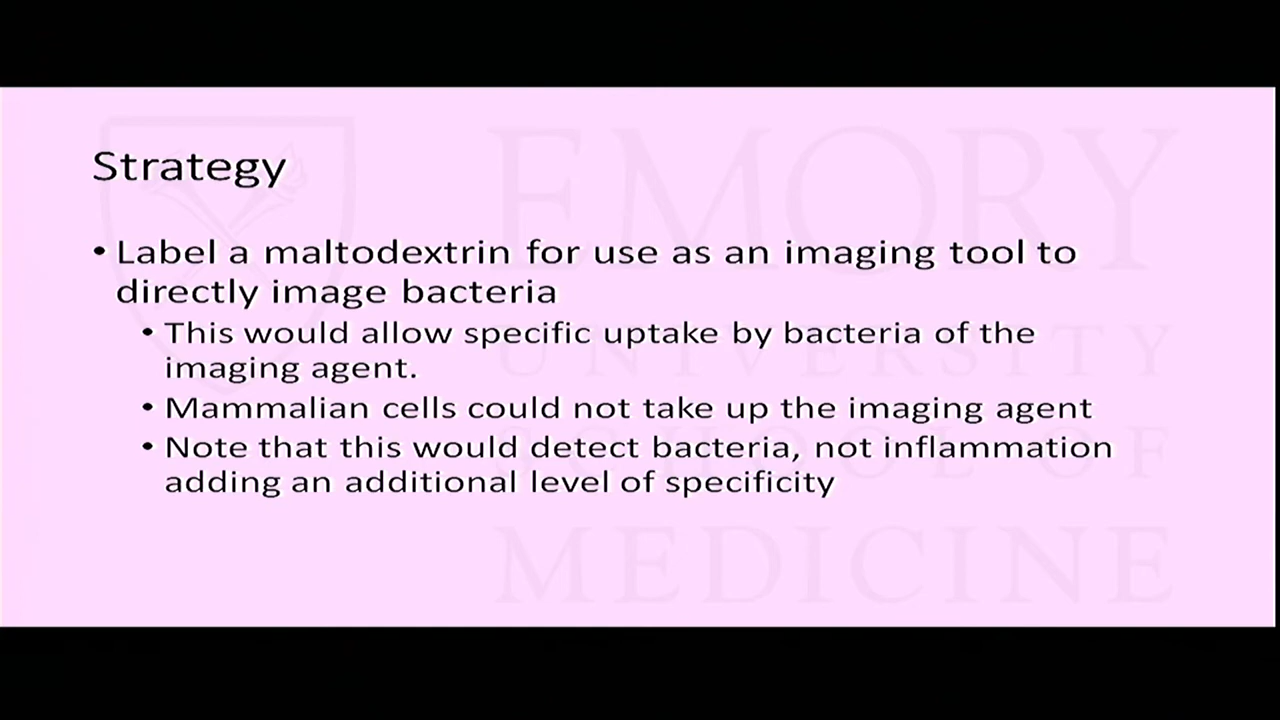 Strategy
• Label a maltodextrin for use as an imaging tool to
directly image bacteria
• This would allow specific uptake by bacteria of the
imaging agent.
• Mammalian cells could not take up the imaging agent
• Note that this would detect bacteria, not inflammation
adding an additional level of specificity
EMORY
UNIVERSITY
SCHOOL OF
MEDICINE